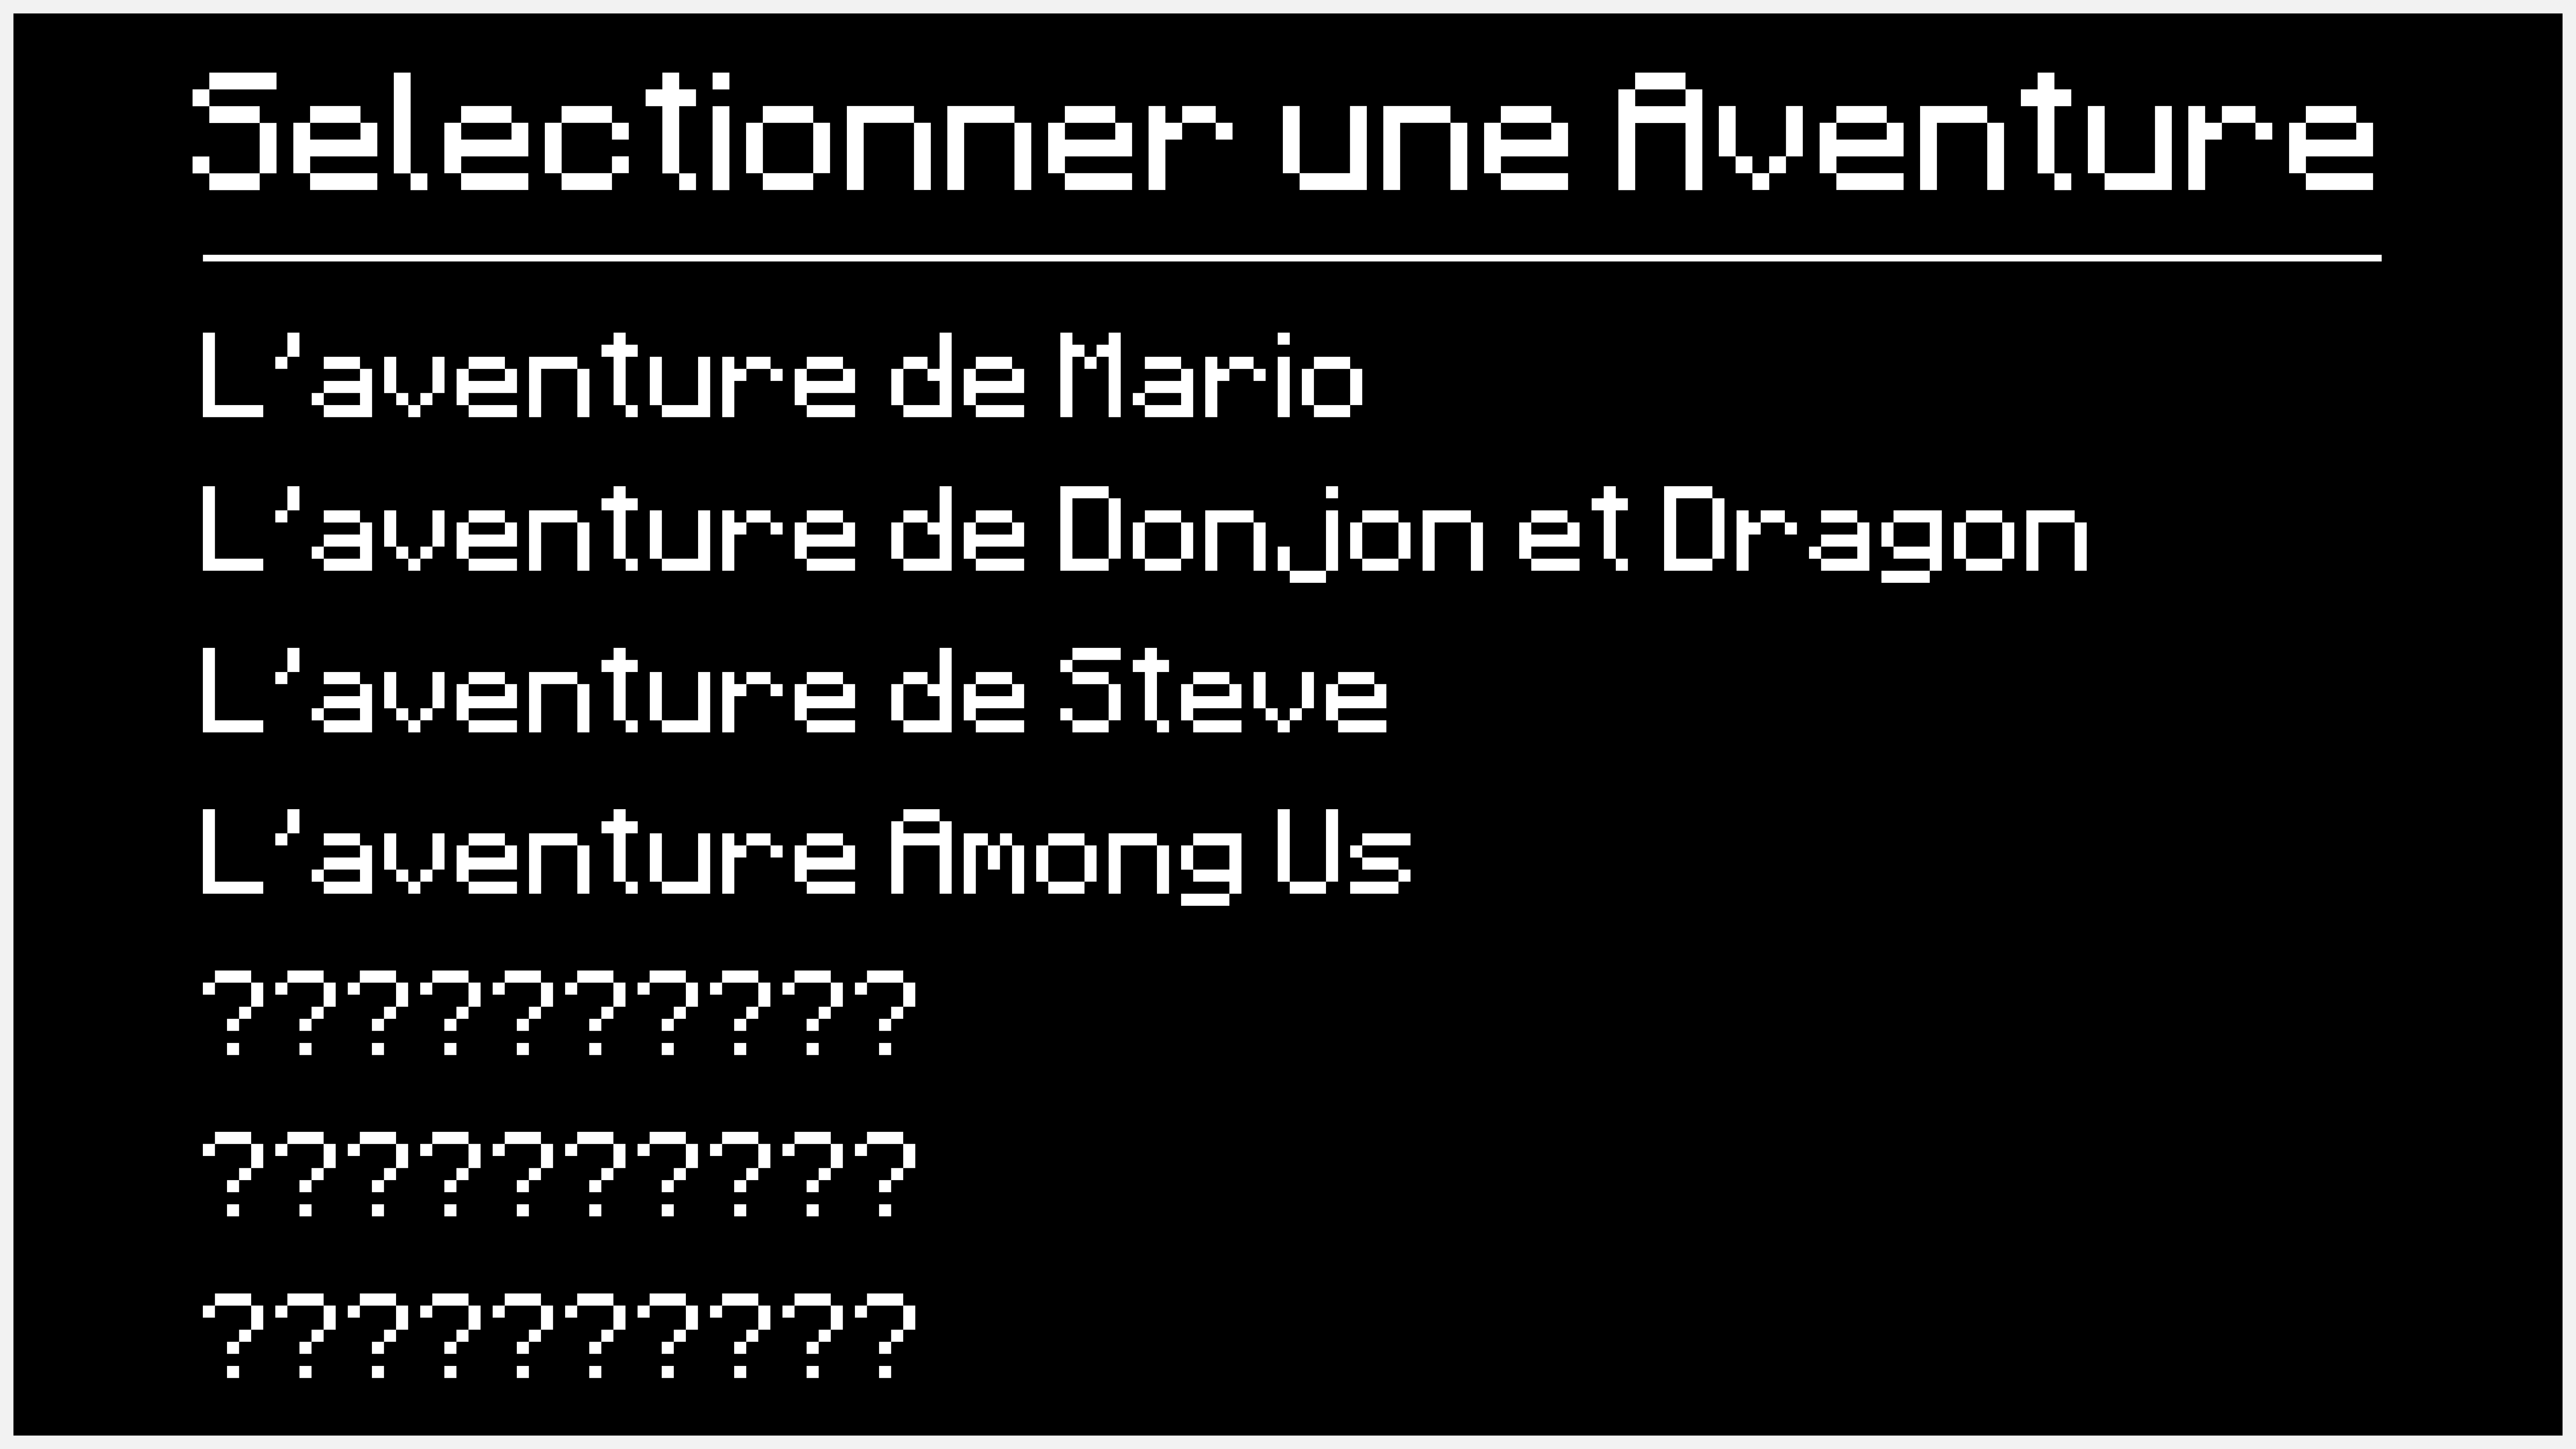 Selectionner une Aventure
L'aventure de Mario
L'aventure de Donjon et Dragon
L'aventure de Steve
L'aventure Among Us
??????????
??????????
??????????